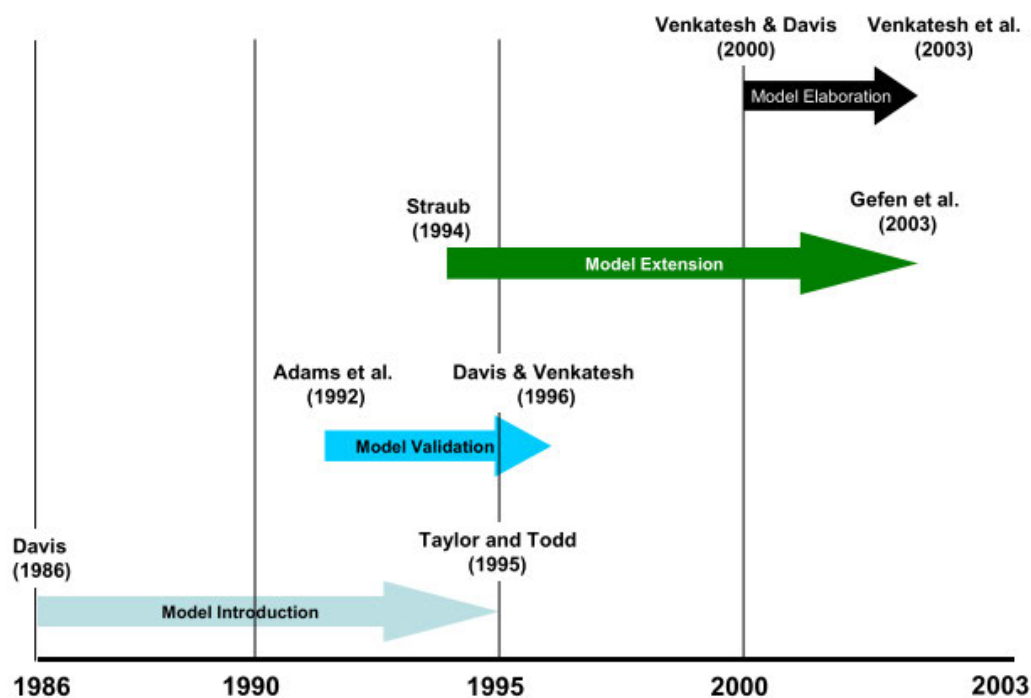 Venkatesh & Davis
(2000)
Venkatesh et al.
(2003)
Model Elaboration
Straub
(1994)
Gefen et al.
(2003)
Model Extension
Adams et al.
(1992)
Davis & Venkatesh
(1996)
Model Validation
Davis
(1986)
Taylor and Todd
(1995)
Model Introduction
1986
1990
1995
2000
2003